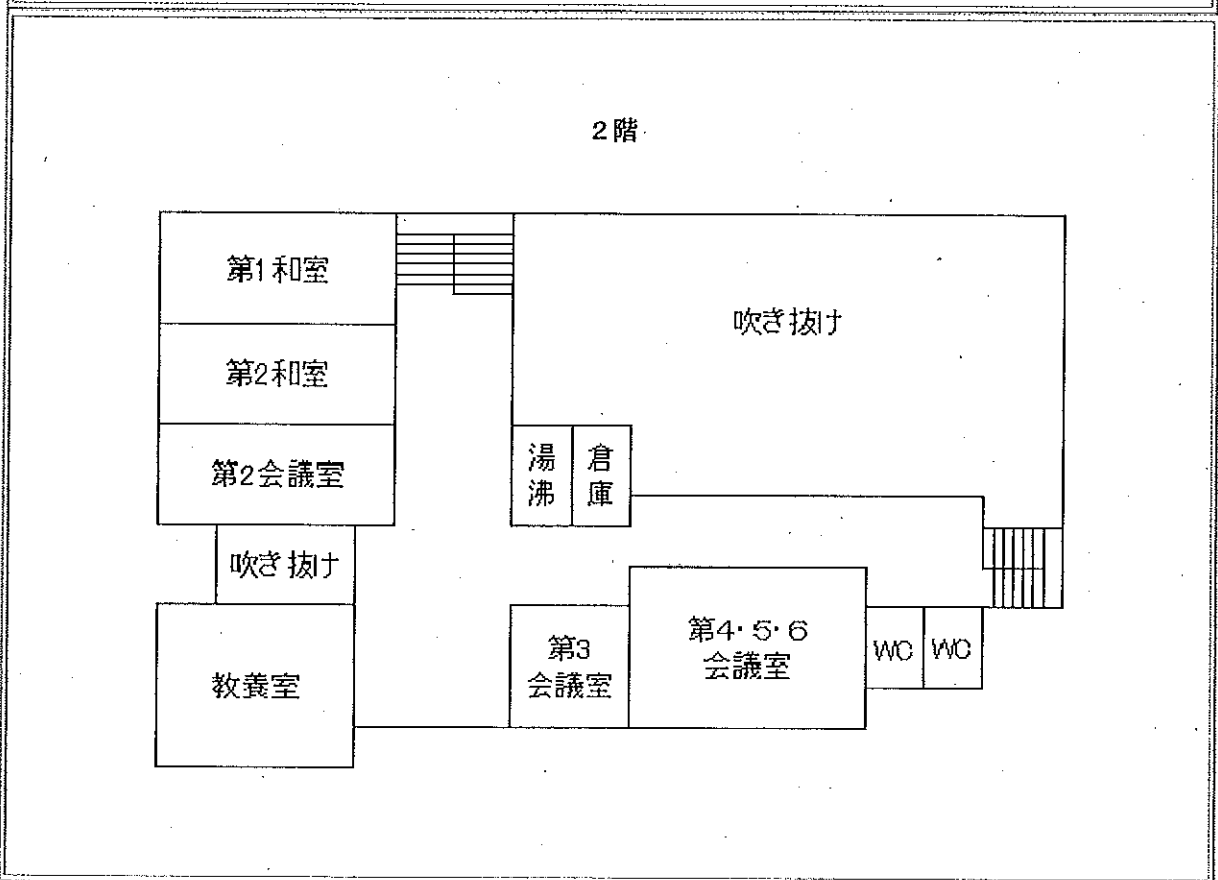 2階
第1和室
吹き抜け
第2和室
第2会議室
湯
沸
倉
庫
吹き抜け
第3
会議室
第4・5・6
会議室
WC
WC
教養室